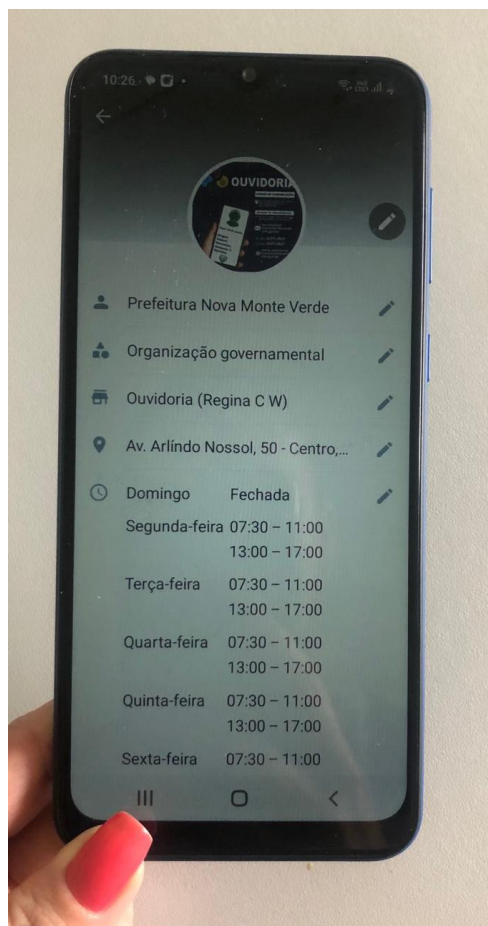 10:26
OUVIDORIA
Prefeitura Nova Monte Verde
Organização governamental
Ouvidoria (Regina C W)
Av. Arlíndo Nossol, 50 - Centro,...
Domingo Fechada
Segunda-feira 07:30 – 11:00
13:00 – 17:00
Terça-feira 07:30 – 11:00
13:00 – 17:00
Quarta-feira 07:30 – 11:00
13:00 – 17:00
Quinta-feira 07:30 – 11:00
13:00 – 17:00
Sexta-feira 07:30 – 11:00